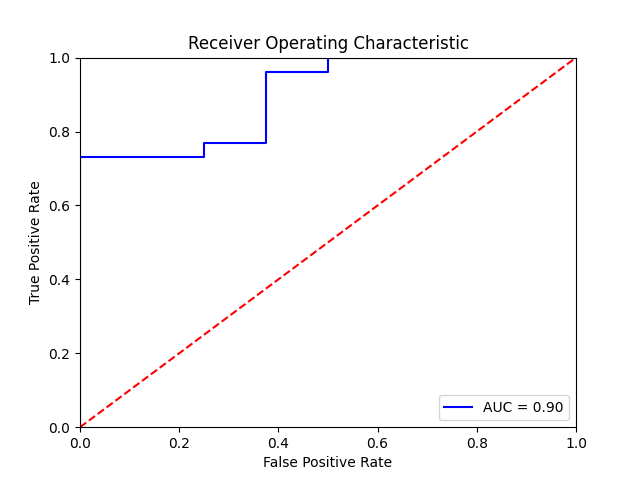 Receiver Operating Characteristic
1.0
0.8
0.6
0.4
0.2
0.0
True Positive Rate
AUC = 0.90
0.0 0.2 0.4 0.6 0.8 1.0
False Positive Rate